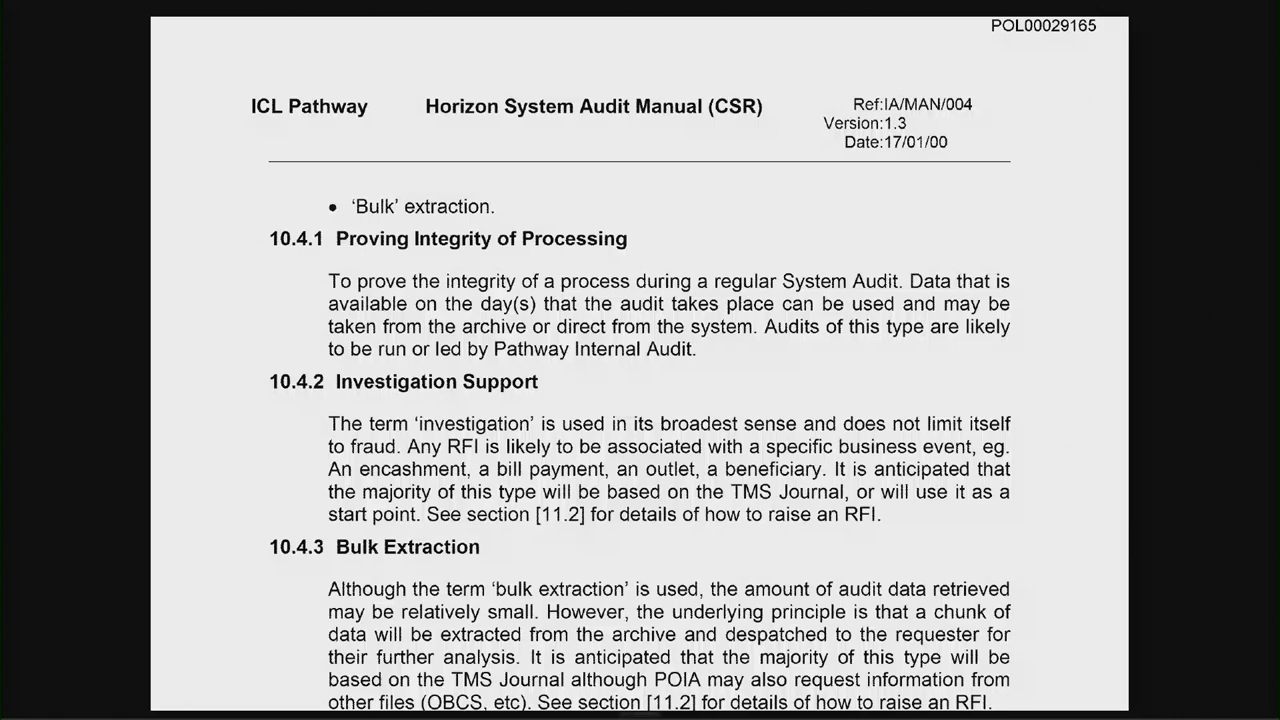 POL00029165
ICL Pathway Horizon System Audit Manual (CSR) Ref:IA/MAN/004
Version:1.3
Date:17/01/00
• ‘Bulk’ extraction.
10.4.1 Proving Integrity of Processing
To prove the integrity of a process during a regular System Audit. Data that is
available on the day(s) that the audit takes place can be used and may be
taken from the archive or direct from the system. Audits of this type are likely
to be run or led by Pathway Internal Audit.
10.4.2 Investigation Support
The term ‘investigation’ is used in its broadest sense and does not limit itself
to fraud. Any RFI is likely to be associated with a specific business event, eg.
An encashment, a bill payment, an outlet, a beneficiary. It is anticipated that
the majority of this type will be based on the TMS Journal, or will use it as a
start point. See section [11.2] for details of how to raise an RFI.
10.4.3 Bulk Extraction
Although the term ‘bulk extraction’ is used, the amount of audit data retrieved
may be relatively small. However, the underlying principle is that a chunk of
data will be extracted from the archive and despatched to the requester for
their further analysis. It is anticipated that the majority of this type will be
based on the TMS Journal although POIA may also request information from
other files (OBCS, etc). See section [11.2] for details of how to raise an RFI.